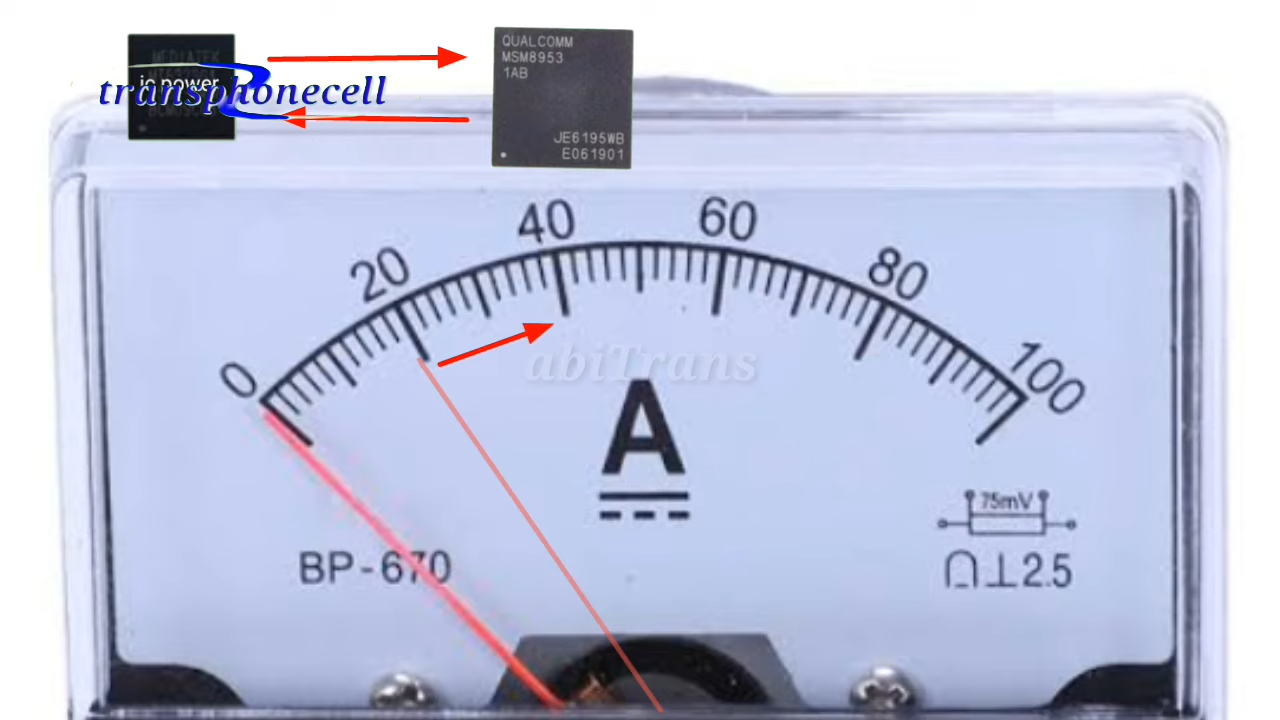 MEDIATEK
ic power
transphonecell
QUALCOMM
MSM8953
1AB
JE6195WB
E061901
0
20
40
60
80
100
abiTrans
A
75mV
BP-670
2.5